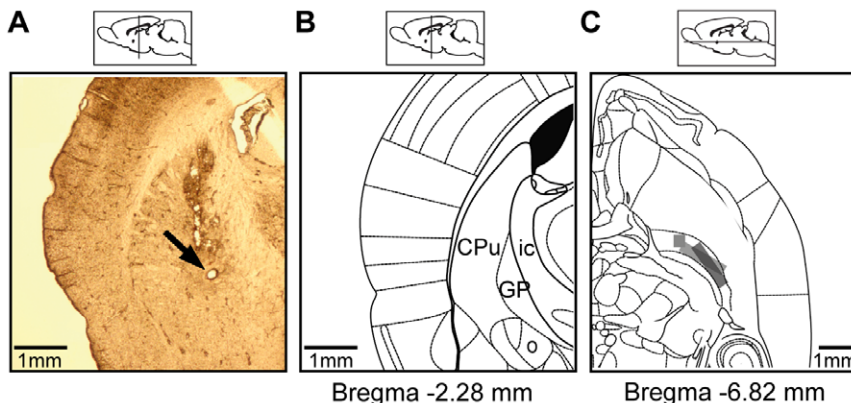 A
B
C
CPu
ic
GP
o
1mm
1mm
1mm
Bregma -2.28 mm
Bregma -6.82 mm